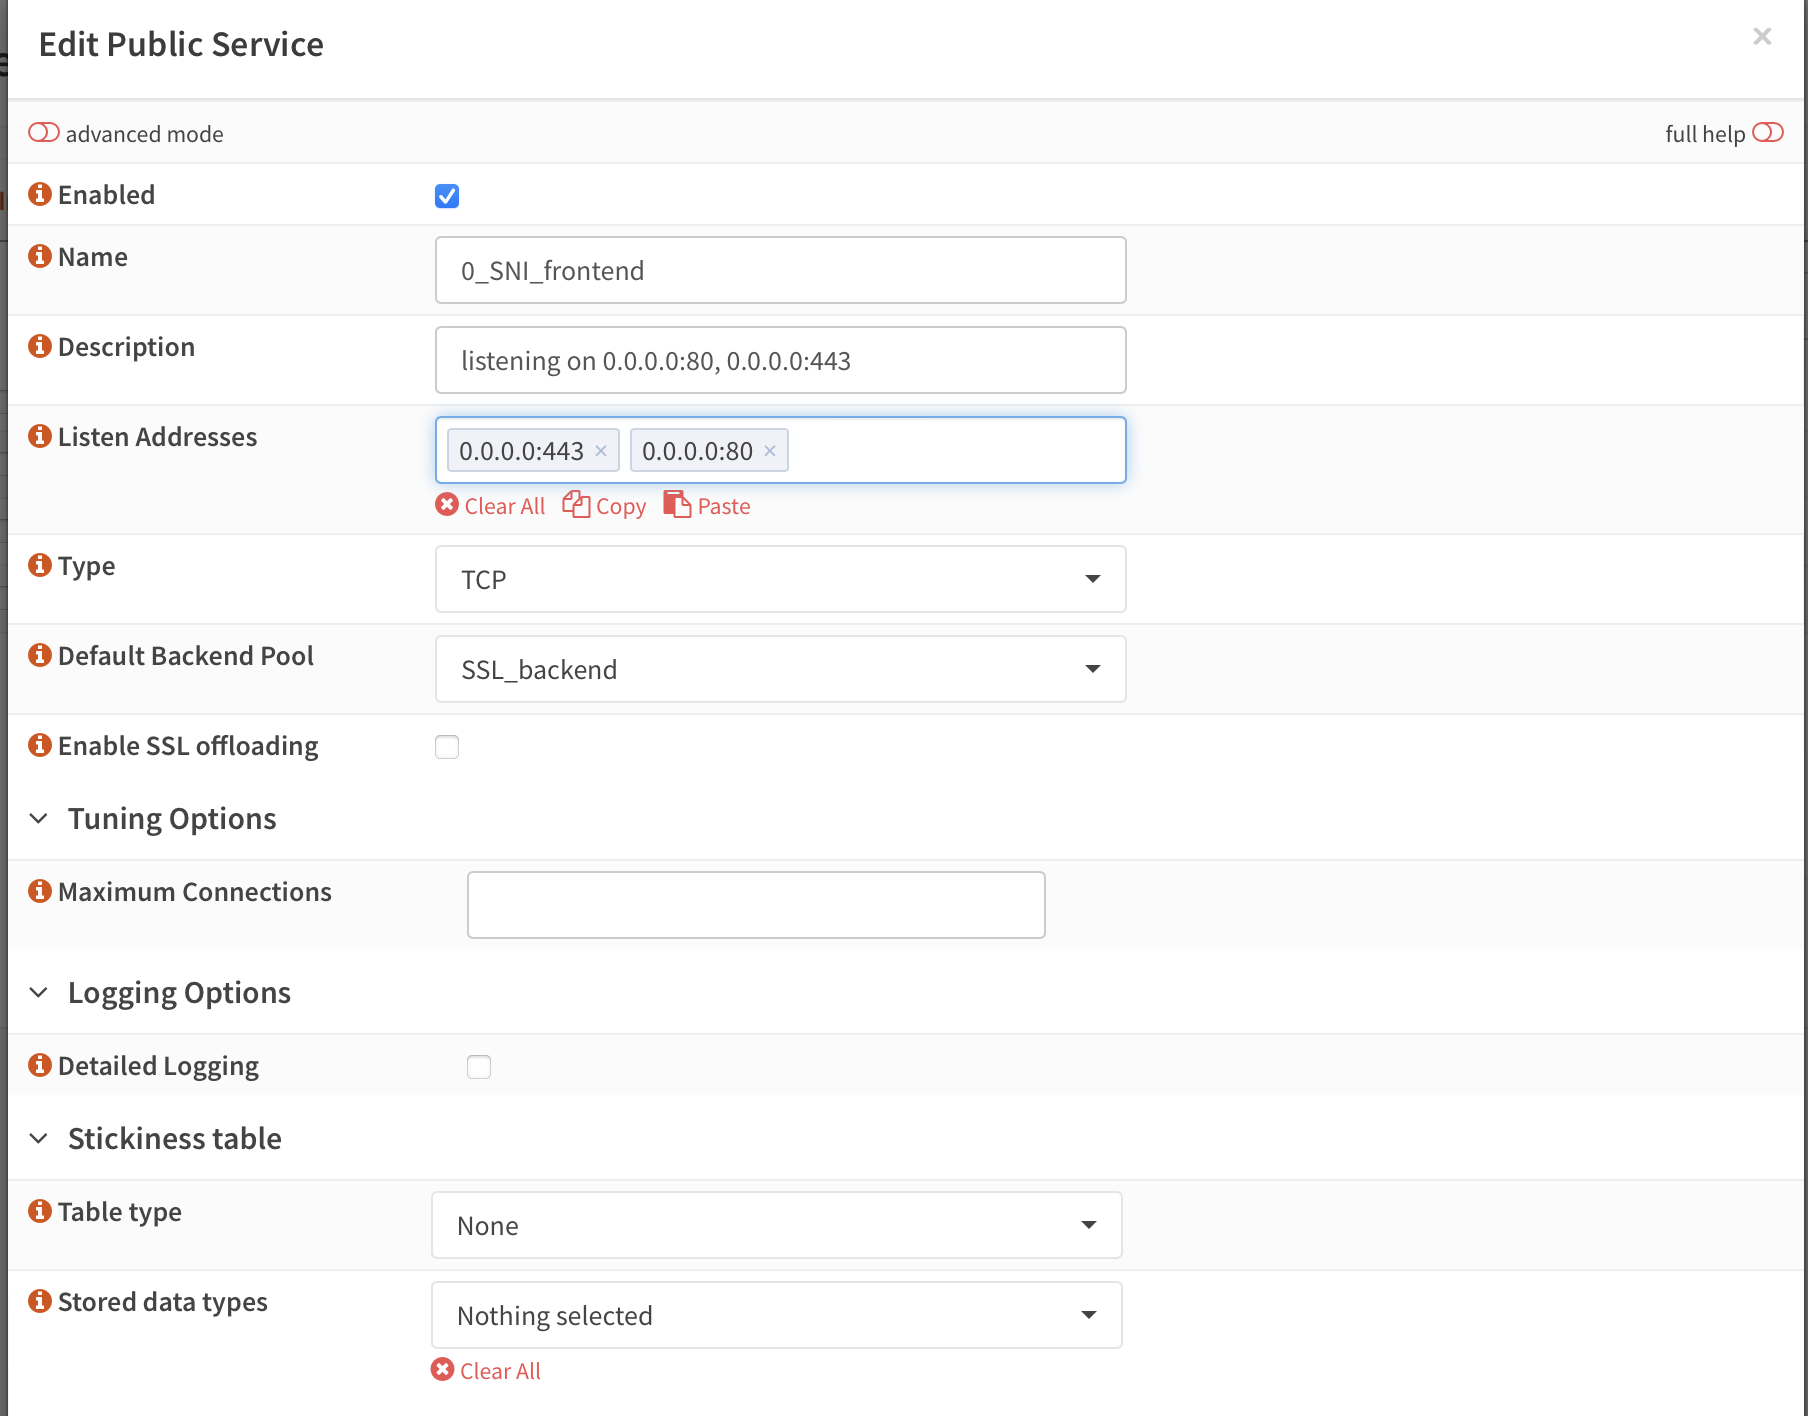 Edit Public Service ×
advanced mode full help
Enabled
Name 0_SNI_frontend
Description listening on 0.0.0.0:80, 0.0.0.0:443
Listen Addresses 0.0.0.0:443 × 0.0.0.0:80 ×
Clear All Copy Paste
Type TCP
Default Backend Pool SSL_backend
Enable SSL offloading
Tuning Options
Maximum Connections
Logging Options
Detailed Logging
Stickiness table
Table type None
Stored data types Nothing selected
Clear All